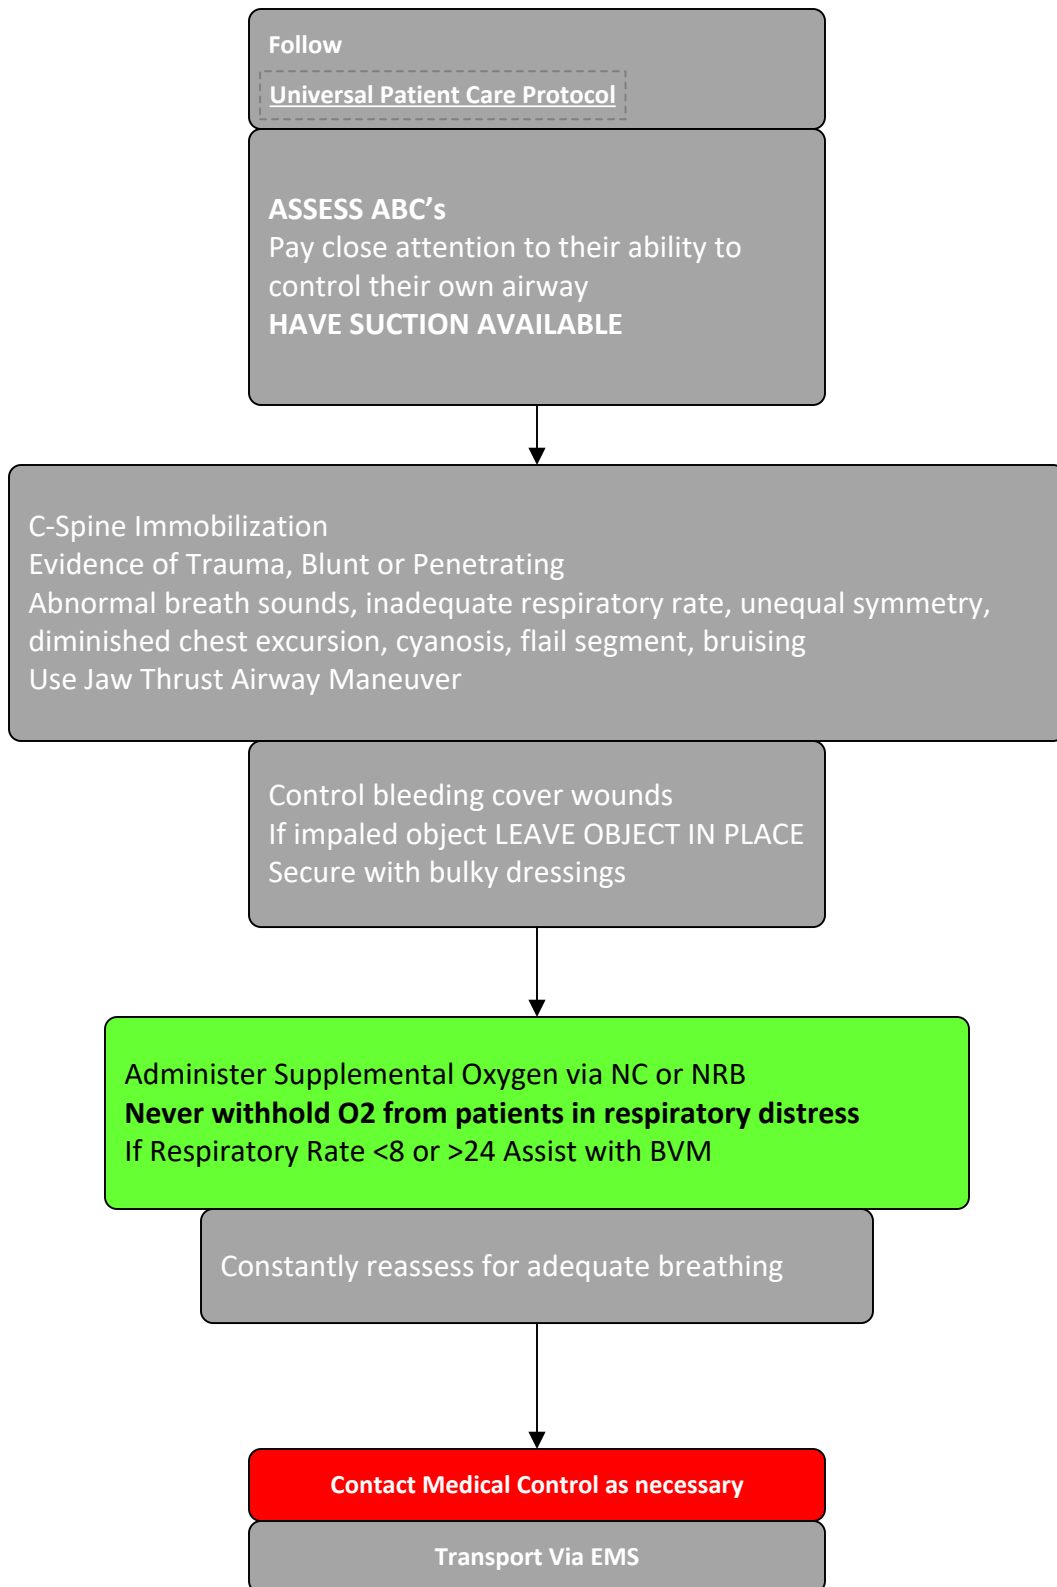 Follow
Universal Patient Care Protocol
ASSESS ABC’s
Pay close attention to their ability to
control their own airway
HAVE SUCTION AVAILABLE
C-Spine Immobilization
Evidence of Trauma, Blunt or Penetrating
Abnormal breath sounds, inadequate respiratory rate, unequal symmetry,
diminished chest excursion, cyanosis, flail segment, bruising
Use Jaw Thrust Airway Maneuver
Control bleeding cover wounds
If impaled object LEAVE OBJECT IN PLACE
Secure with bulky dressings
Administer Supplemental Oxygen via NC or NRB
Never withhold O2 from patients in respiratory distress
If Respiratory Rate <8 or >24 Assist with BVM
Constantly reassess for adequate breathing
Contact Medical Control as necessary
Transport Via EMS